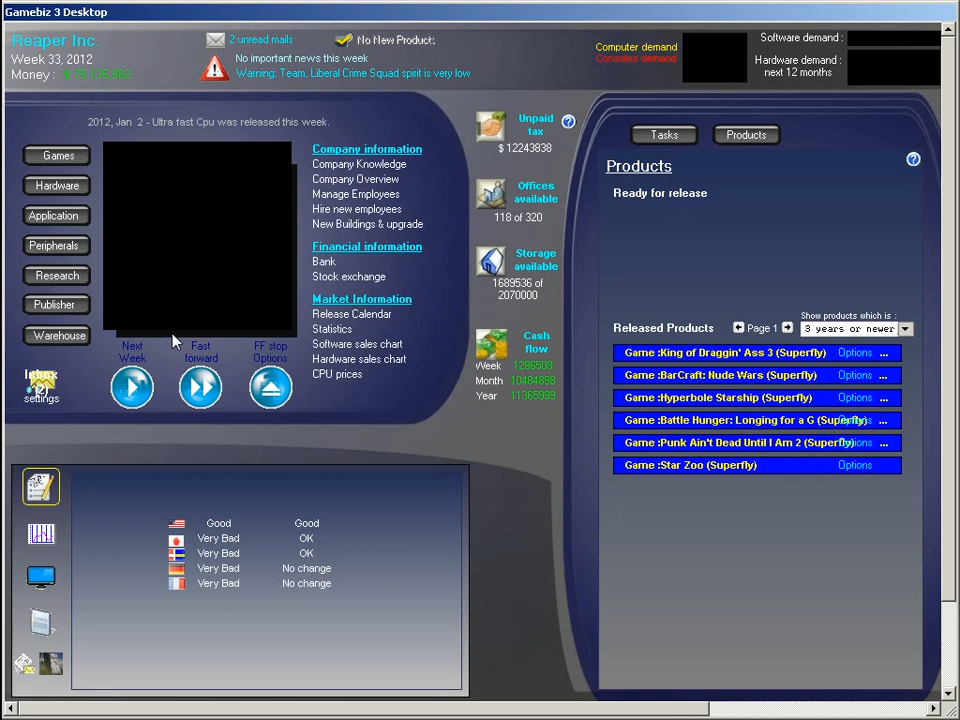 Gamebiz 3 Desktop
Reaper Inc.
Week 33, 2012
Money :
2 unread mails
No New Products
No important news this week
Warning: Team, Liberal Crime Squad spirit is very low
Computer demand
Consoles demand
Software demand :
Hardware demand :
next 12 months
2012, Jan 2 - Ultra fast Cpu was released this week.
Games
Hardware
Application
Peripherals
Research
Publisher
Warehouse
Inbox
(2)
settings
Next
Week
Fast
forward
FF stop
Options
Company information
Company Knowledge
Company Overview
Manage Employees
Hire new employees
New Buildings & upgrade
Financial information
Bank
Stock exchange
Market Information
Release Calendar
Statistics
Software sales chart
Hardware sales chart
CPU prices
Unpaid
tax
$ 12243838
Offices
available
118 of 320
Storage
available
1689536 of
2070000
Cash
flow
Week 1286508
Month 10484898
Year 11365999
Tasks
Products
Products
Ready for release
Show products which is :
Released Products
Page 1
3 years or newer
Game :King of Draggin' Ass 3 (Superfly) Options ...
Game :BarCraft: Nude Wars (Superfly) Options ...
Game :Hyperbole Starship (Superfly) Options ...
Game :Battle Hunger: Longing for a G (Superfly) Options ...
Game :Punk Ain't Dead Until I Am 2 (Superfly) Options ...
Game :Star Zoo (Superfly) Options
Good Good
Very Bad OK
Very Bad OK
Very Bad No change
Very Bad No change